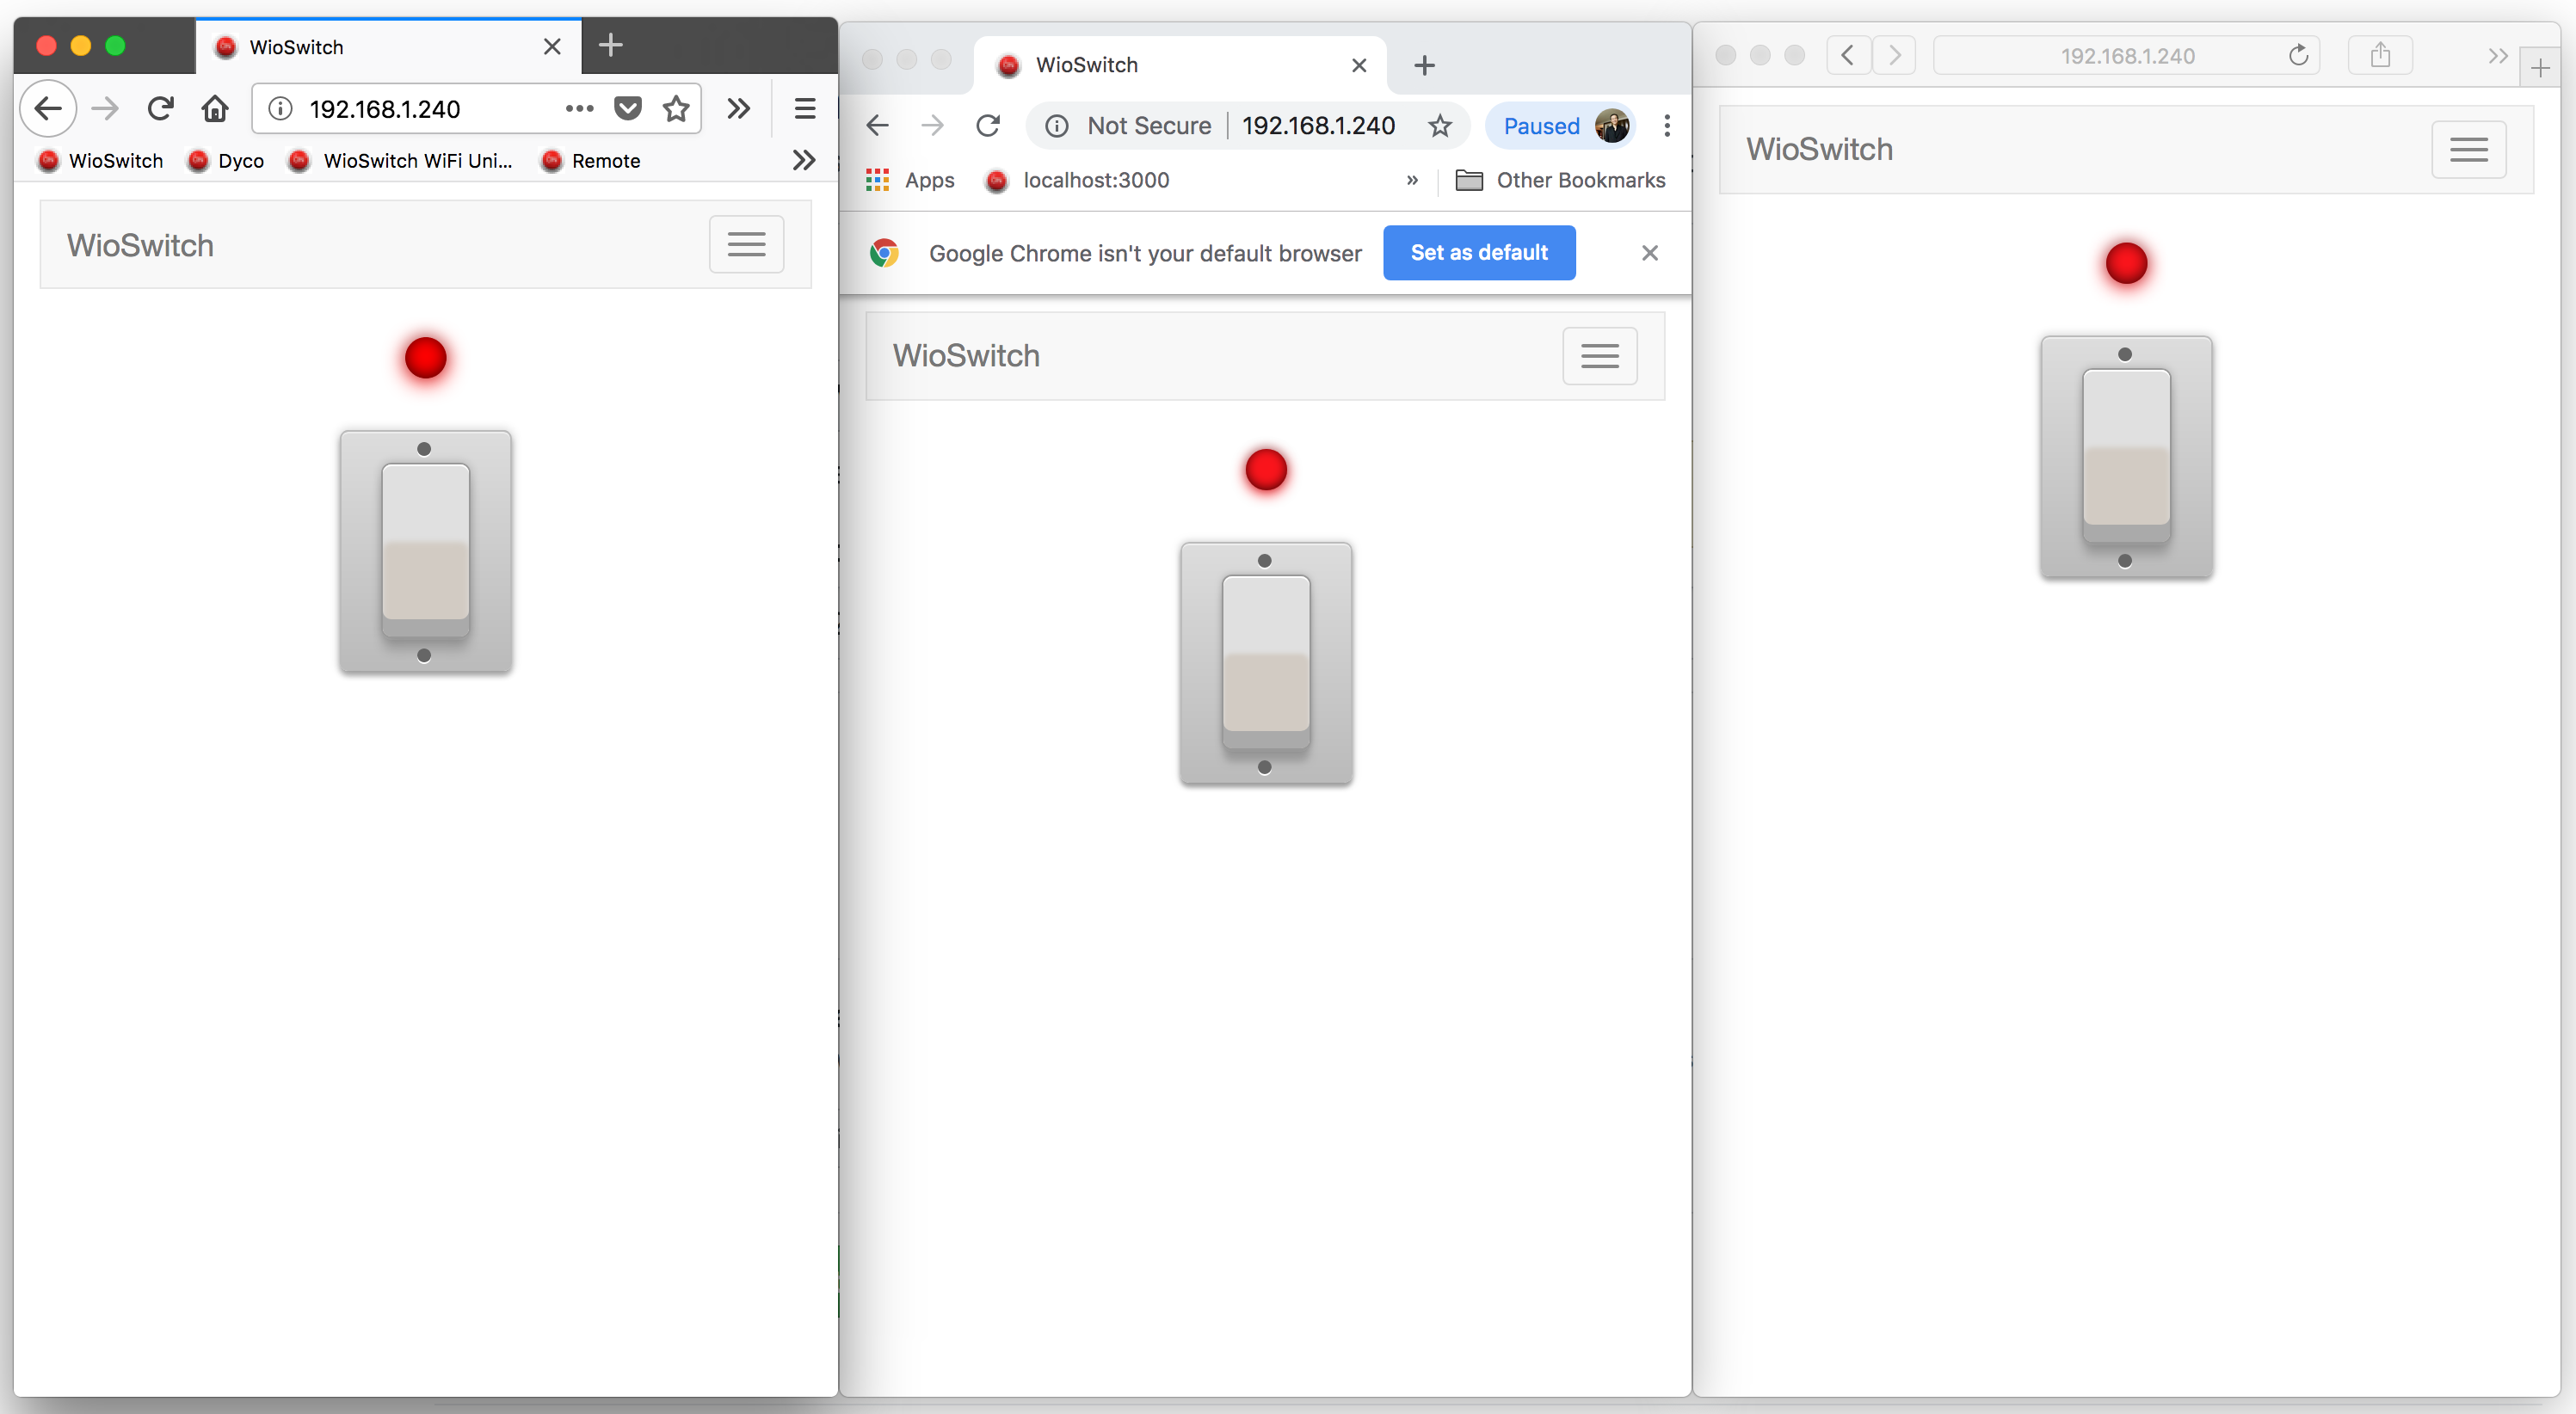 WioSwitch
192.168.1.240
WioSwitch Dyco WioSwitch WiFi Uni... Remote
WioSwitch
WioSwitch
Not Secure 192.168.1.240 Paused
Apps localhost:3000 » Other Bookmarks
Google Chrome isn't your default browser Set as default
WioSwitch
192.168.1.240
WioSwitch